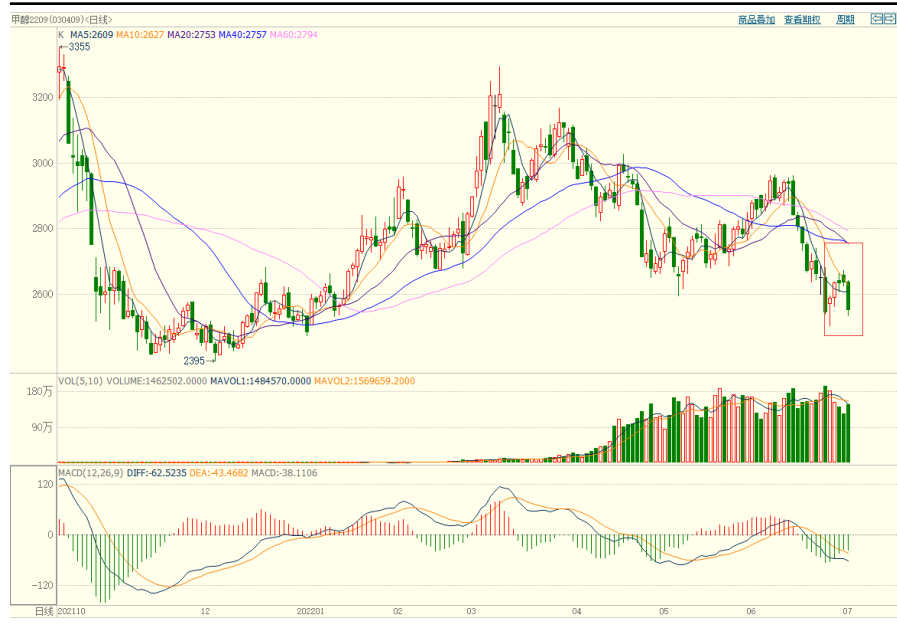 甲醇2209(030409)<日线> 商品叠加 查看期权 周期
K MA5:2609 MA10:2627 MA20:2753 MA40:2757 MA60:2794
3355
3200
3000
2800
2600
2395
VOL(5,10) VOLUME:1462502.0000 MAVOL1:1484570.0000 MAVOL2:1569659.2000
180万
90万
MACD(12,26,9) DIFF:-62.5235 DEA:-43.4682 MACD:-38.1106
120
0
-120
日线 202110 12 202201 02 03 04 05 06 07